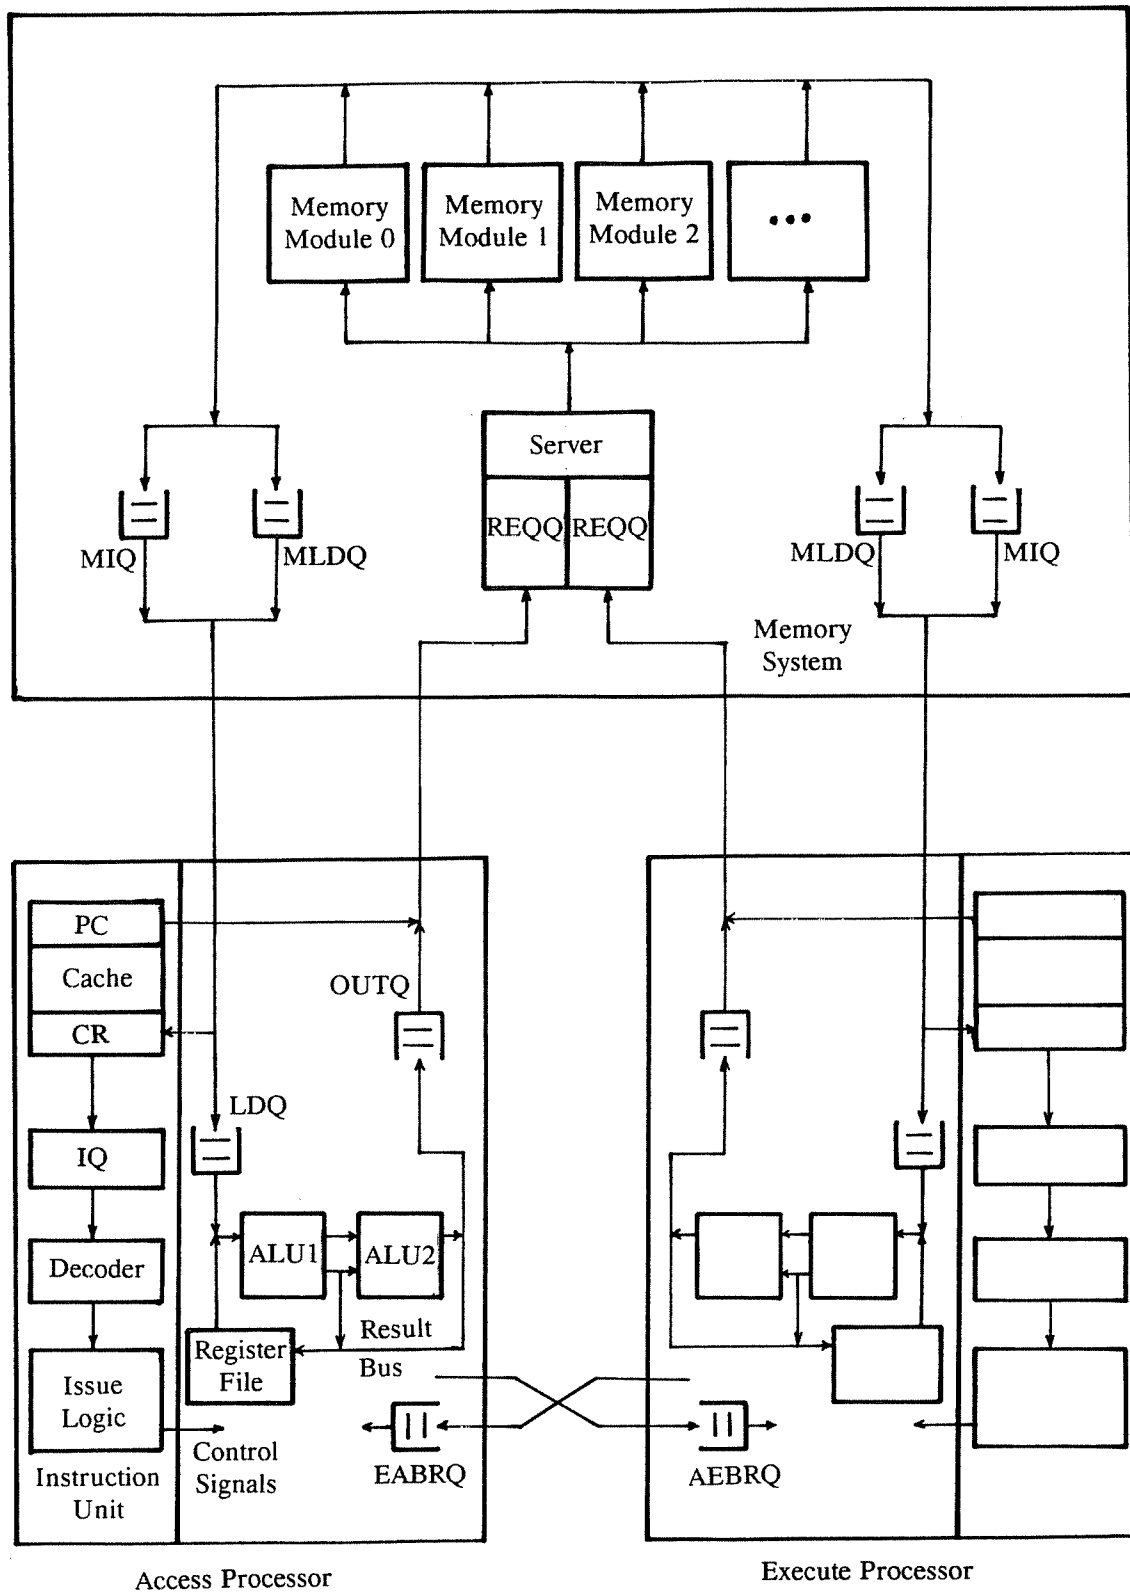 Memory
Module 0
Memory
Module 1
Memory
Module 2
•••
Server
REQQ
REQQ
MIQ
MLDQ
MLDQ
MIQ
Memory
System
PC
Cache
CR
OUTQ
LDQ
IQ
ALU1
ALU2
Decoder
Result
Bus
Register
File
Issue
Logic
Control
Signals
EABRQ
AEBRQ
Instruction
Unit
Access Processor
Execute Processor